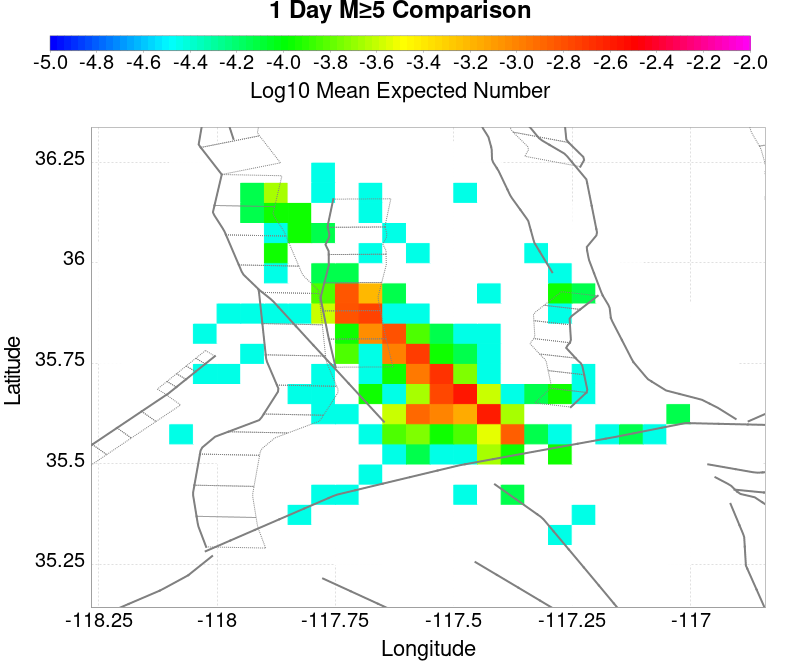 1 Day M≥5 Comparison
-5.0 -4.8 -4.6 -4.4 -4.2 -4.0 -3.8 -3.6 -3.4 -3.2 -3.0 -2.8 -2.6 -2.4 -2.2 -2.0
Log10 Mean Expected Number
36.25
36
35.75
35.5
35.25
Latitude
-118.25 -118 -117.75 -117.5 -117.25 -117
Longitude